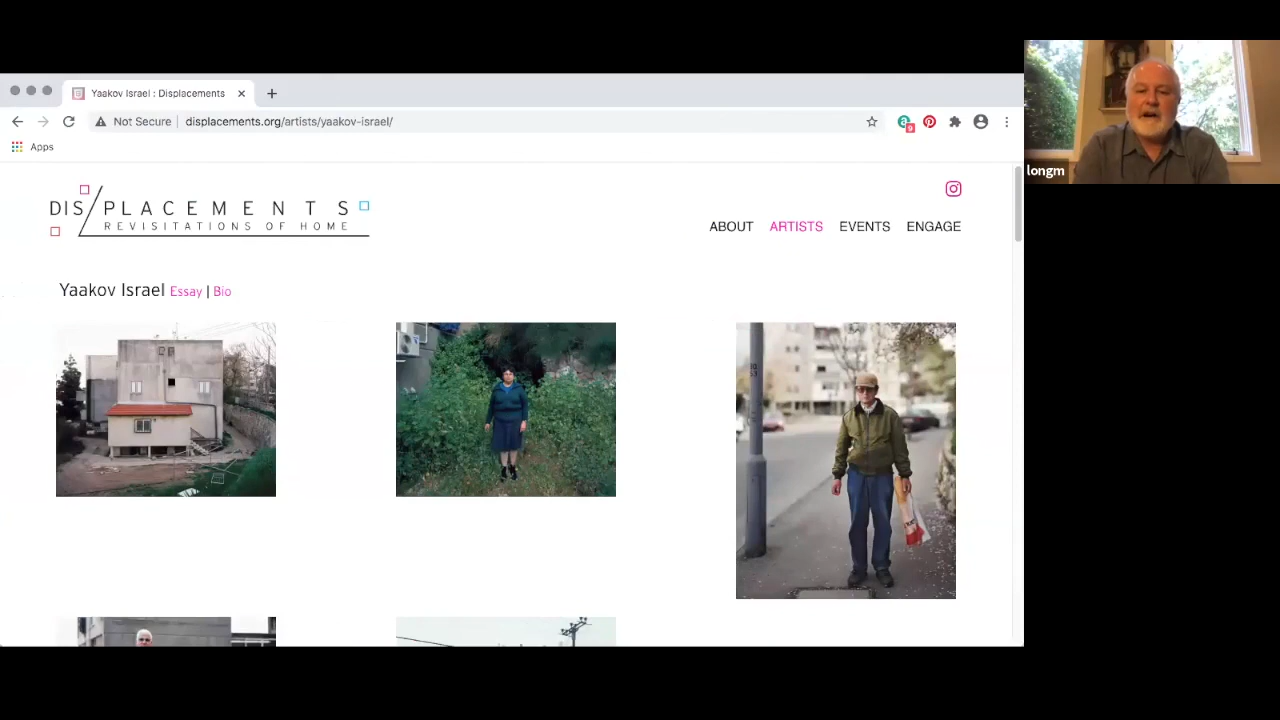 Yaakov Israel : Displacements
Not Secure
displacements.org/artists/yaakov-israel/
9
Apps
longm
DIS/PLACEMENTS
REVISITATIONS OF HOME
ABOUT ARTISTS EVENTS ENGAGE
Yaakov Israel Essay | Bio